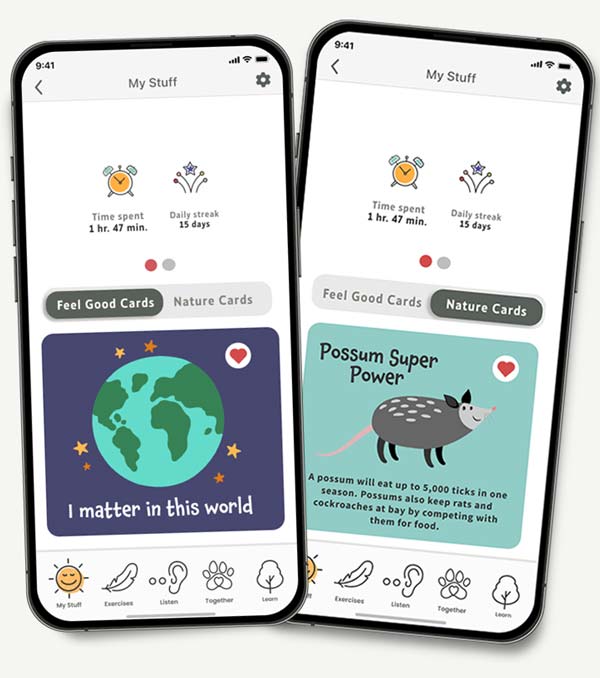 9:41
My Stuff
Time spent
1 hr. 47 min.
Daily streak
15 days
Feel Good Cards
Nature Cards
I matter in this world
My Stuff
Exercises
Listen
Together
Learn
9:41
My Stuff
Time spent
1 hr. 47 min.
Daily streak
15 days
Feel Good Cards
Nature Cards
Possum Super
Power
A possum will eat up to 5,000 ticks in one
season. Possums also keep rats and
cockroaches at bay by competing with
them for food.
Exercises
Listen
Together
Learn